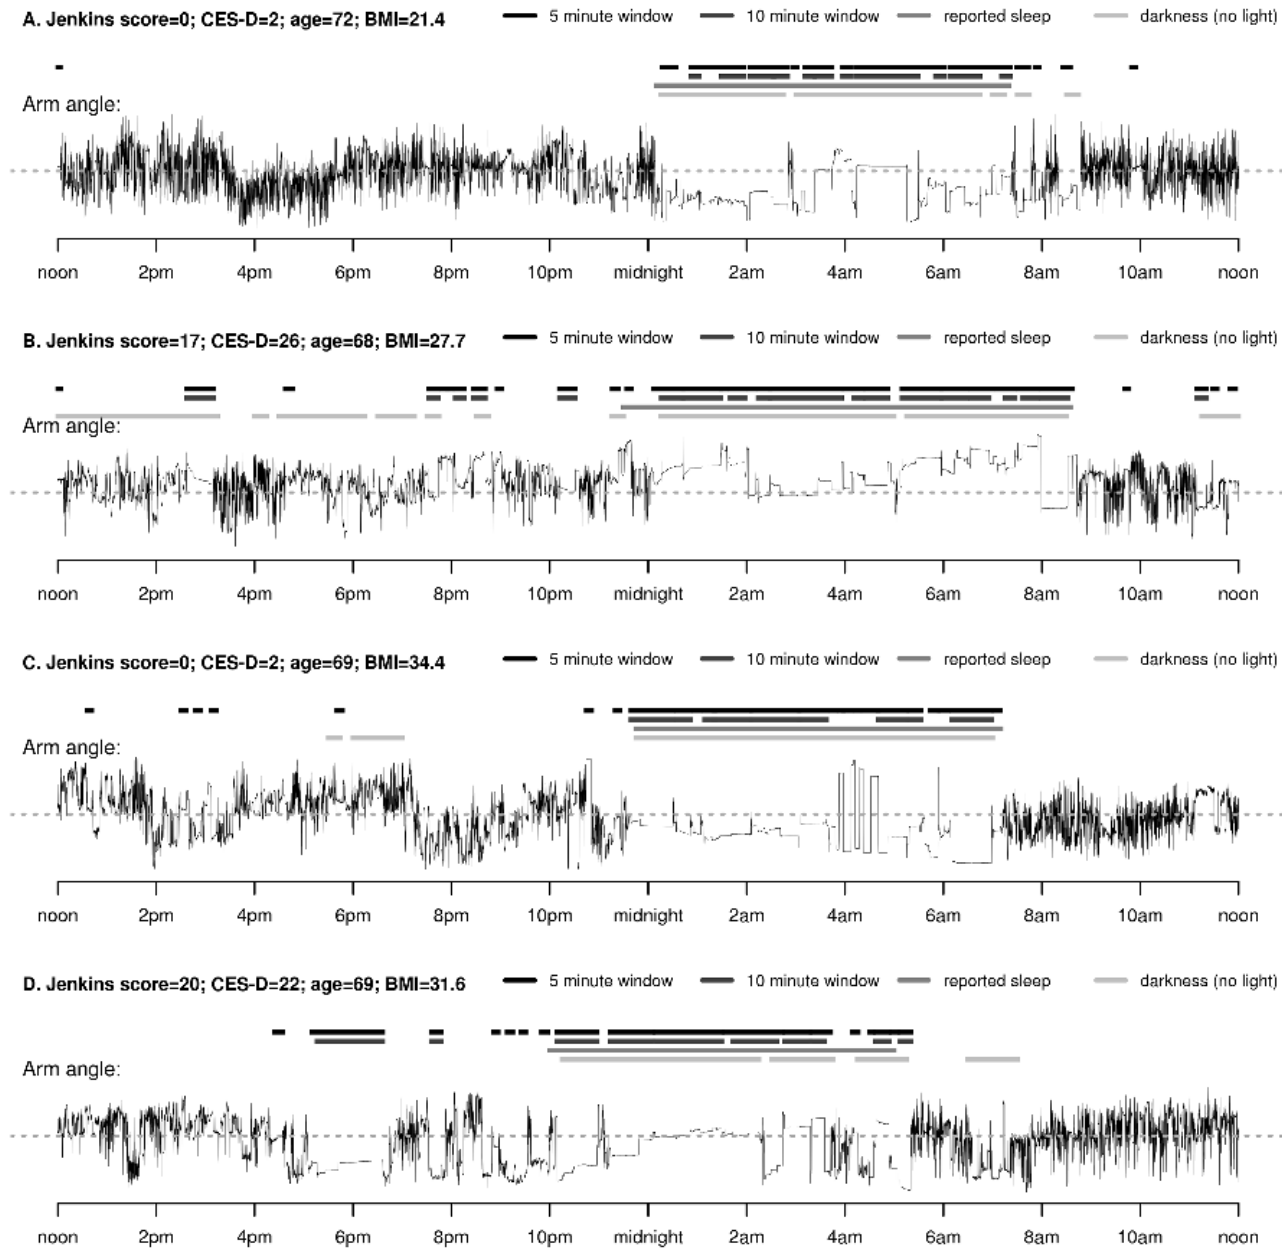 A. Jenkins score=0; CES-D=2; age=72; BMI=21.4 5 minute window 10 minute window reported sleep darkness (no light)
Arm angle:
noon 2pm 4pm 6pm 8pm 10pm midnight 2am 4am 6am 8am 10am noon
B. Jenkins score=17; CES-D=26; age=68; BMI=27.7 5 minute window 10 minute window reported sleep darkness (no light)
Arm angle:
noon 2pm 4pm 6pm 8pm 10pm midnight 2am 4am 6am 8am 10am noon
C. Jenkins score=0; CES-D=2; age=69; BMI=34.4 5 minute window 10 minute window reported sleep darkness (no light)
Arm angle:
noon 2pm 4pm 6pm 8pm 10pm midnight 2am 4am 6am 8am 10am noon
D. Jenkins score=20; CES-D=22; age=69; BMI=31.6 5 minute window 10 minute window reported sleep darkness (no light)
Arm angle:
noon 2pm 4pm 6pm 8pm 10pm midnight 2am 4am 6am 8am 10am noon